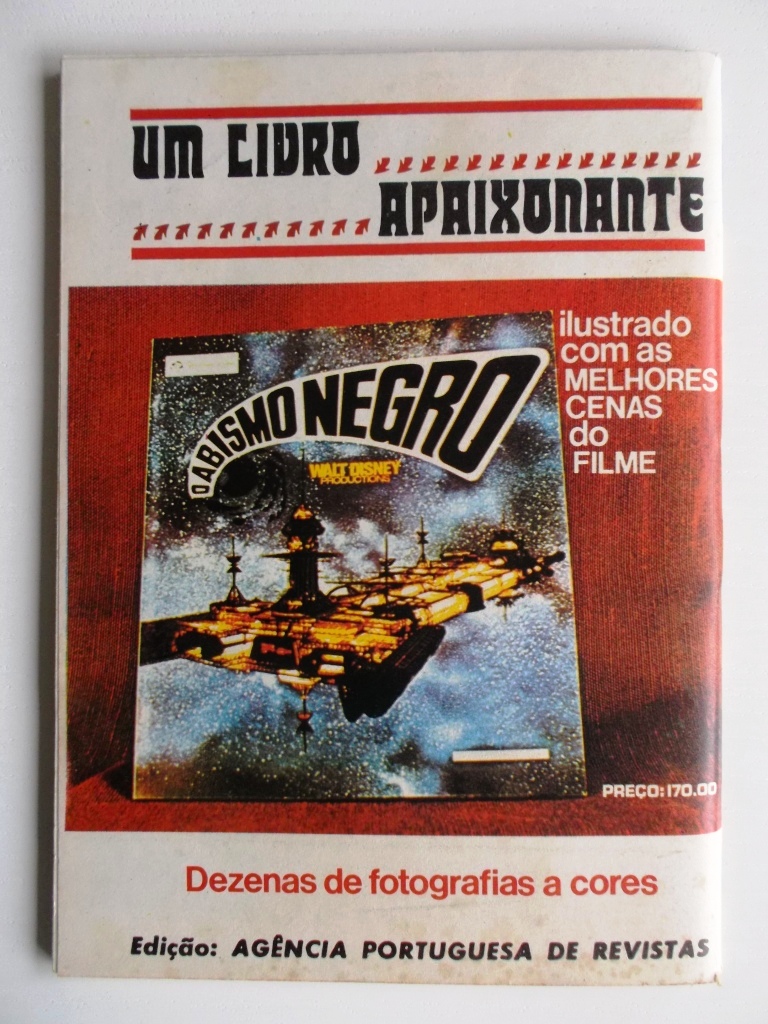 UM LIVRO
APAIXONANTE
ilustrado
com as
MELHORES
CENAS
do
FILME
O ABISMO NEGRO
WALT DISNEY
PRODUCTIONS
PREÇO: 170.00
Dezenas de fotografias a cores
Edição: AGÊNCIA PORTUGUESA DE REVISTAS